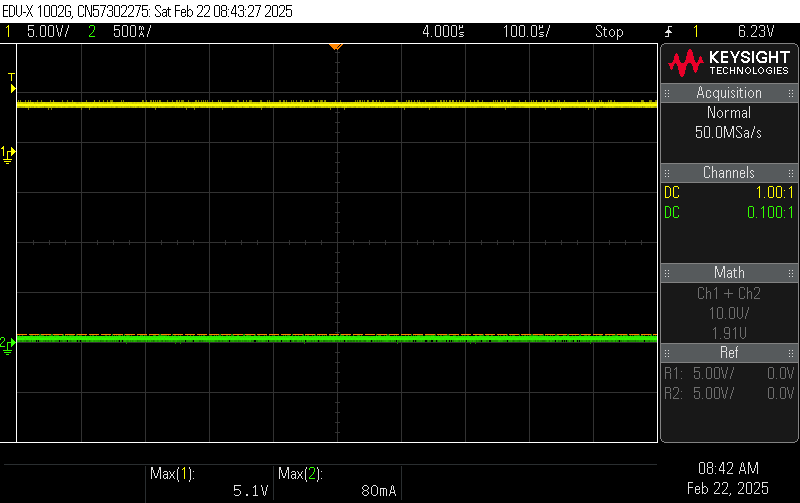 EDU-X 1002G, CN57302275: Sat Feb 22 08:43:27 2025
1 5.00V/ 2 500%/ 4.000s 100.0s/ Stop 1 6.23V
KEYSIGHT
TECHNOLOGIES
Acquisition
Normal
50.0MSa/s
Channels
DC 1.00:1
DC 0.100:1
Math
Ch1 + Ch2
10.0V/
1.91U
Ref
R1: 5.00V/ 0.0V
R2: 5.00V/ 0.0V
T
1
2
Max(1):
5.1V
Max(2):
80mA
08:42 AM
Feb 22, 2025